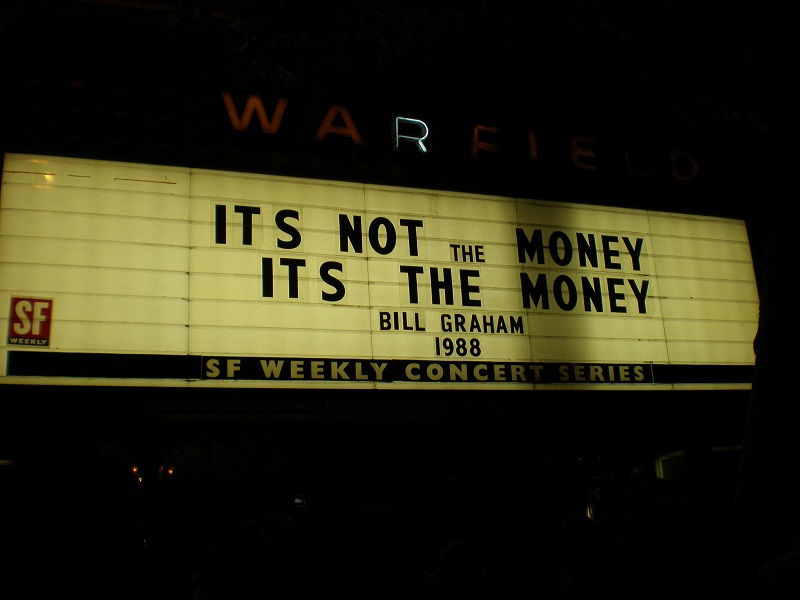 WARFIELD
ITS NOT THE MONEY
ITS THE MONEY
BILL GRAHAM
1988
SF
WEEKLY
SF WEEKLY CONCERT SERIES